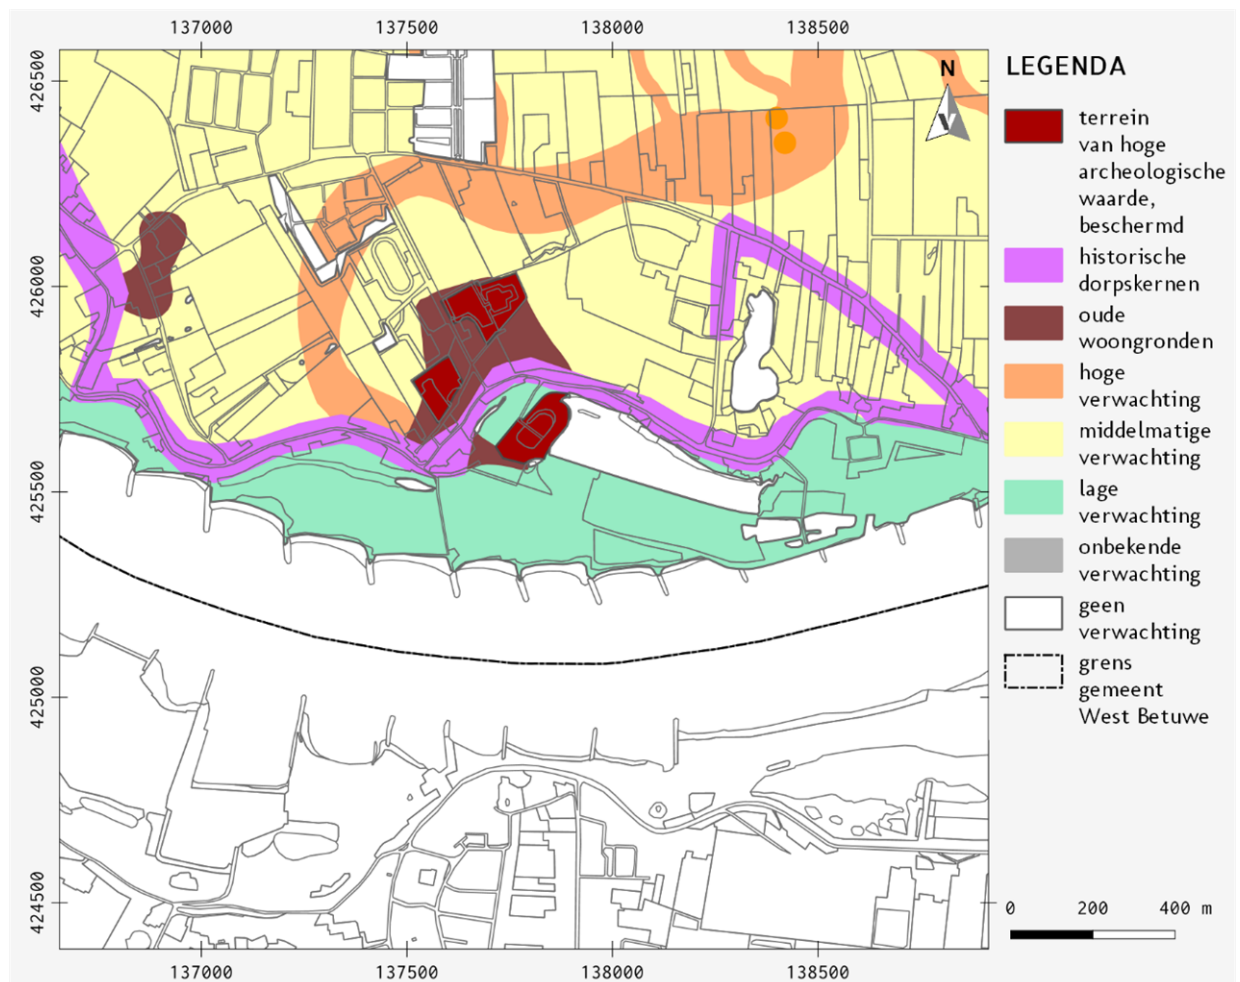 137000 137500 138000 138500
426500
426000
425500
425000
424500
137000 137500 138000 138500
N
LEGENDA
terrein
van hoge
archeologische
waarde,
beschermd
historische
dorpskernen
oude
woongronden
hoge
verwachting
middelmatige
verwachting
lage
verwachting
onbekende
verwachting
geen
verwachting
grens
gemeent
West Betuwe
0 200 400 m